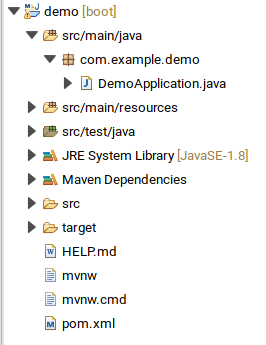 demo [boot]
src/main/java
com.example.demo
DemoApplication.java
src/main/resources
src/test/java
JRE System Library [JavaSE-1.8]
Maven Dependencies
src
target
HELP.md
mvnw
mvnw.cmd
pom.xml